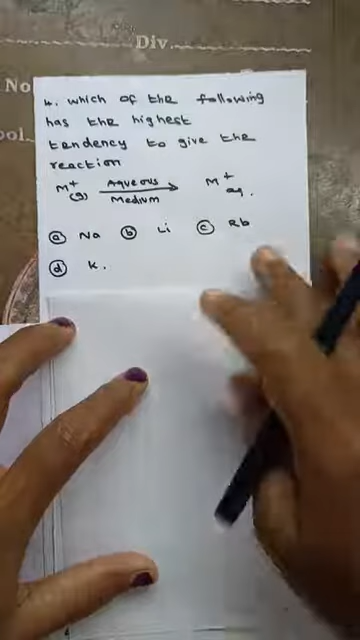 Div.
No
ool.
4. which of the following
has the highest
tendency to give the
reaction
M⁺(g) Aqueous Medium → M⁺aq.
ⓐ Na ⓑ Li ⓒ Rb
ⓓ K.